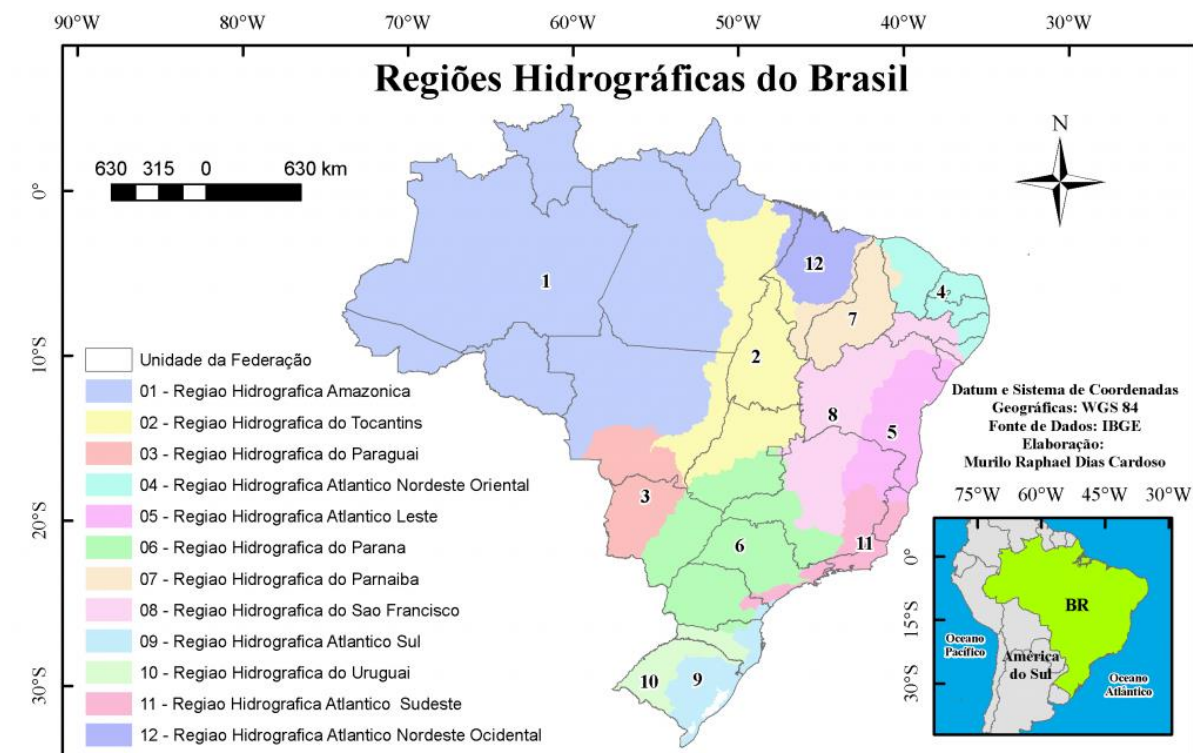 90°W 80°W 70°W 60°W 50°W 40°W 30°W
Regiões Hidrográficas do Brasil
N
630 315 0 630 km
0°
10°S
20°S
30°S
1
2
3
4
5
6
7
8
9
10
11
12
Unidade da Federação
01 - Regiao Hidrografica Amazonica
02 - Regiao Hidrografica do Tocantins
03 - Regiao Hidrografica do Paraguai
04 - Regiao Hidrografica Atlantico Nordeste Oriental
05 - Regiao Hidrografica Atlantico Leste
06 - Regiao Hidrografica do Parana
07 - Regiao Hidrografica do Parnaiba
08 - Regiao Hidrografica do Sao Francisco
09 - Regiao Hidrografica Atlantico Sul
10 - Regiao Hidrografica do Uruguai
11 - Regiao Hidrografica Atlantico Sudeste
12 - Regiao Hidrografica Atlantico Nordeste Ocidental
Datum e Sistema de Coordenadas
Geográficas: WGS 84
Fonte de Dados: IBGE
Elaboração:
Murilo Raphael Dias Cardoso
75°W 60°W 45°W 30°W
0°
15°S
30°S
BR
Oceano
Pacífico
América
do Sul
Oceano
Atlântico